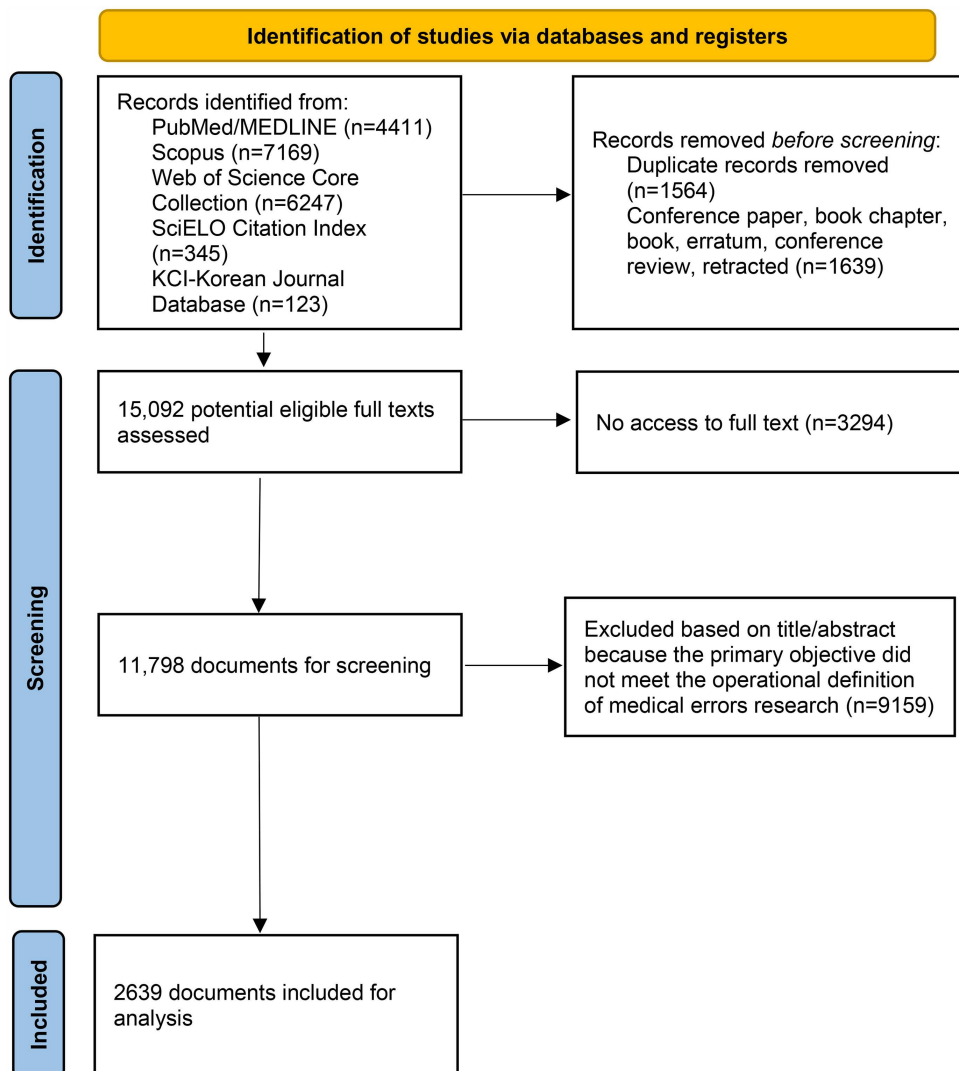 Identification of studies via databases and registers
Identification
Records identified from:
PubMed/MEDLINE (n=4411)
Scopus (n=7169)
Web of Science Core
Collection (n=6247)
SciELO Citation Index
(n=345)
KCI-Korean Journal
Database (n=123)
Records removed before screening:
Duplicate records removed
(n=1564)
Conference paper, book chapter,
book, erratum, conference
review, retracted (n=1639)
Screening
15,092 potential eligible full texts
assessed
No access to full text (n=3294)
11,798 documents for screening
Excluded based on title/abstract
because the primary objective did
not meet the operational definition
of medical errors research (n=9159)
Included
2639 documents included for
analysis